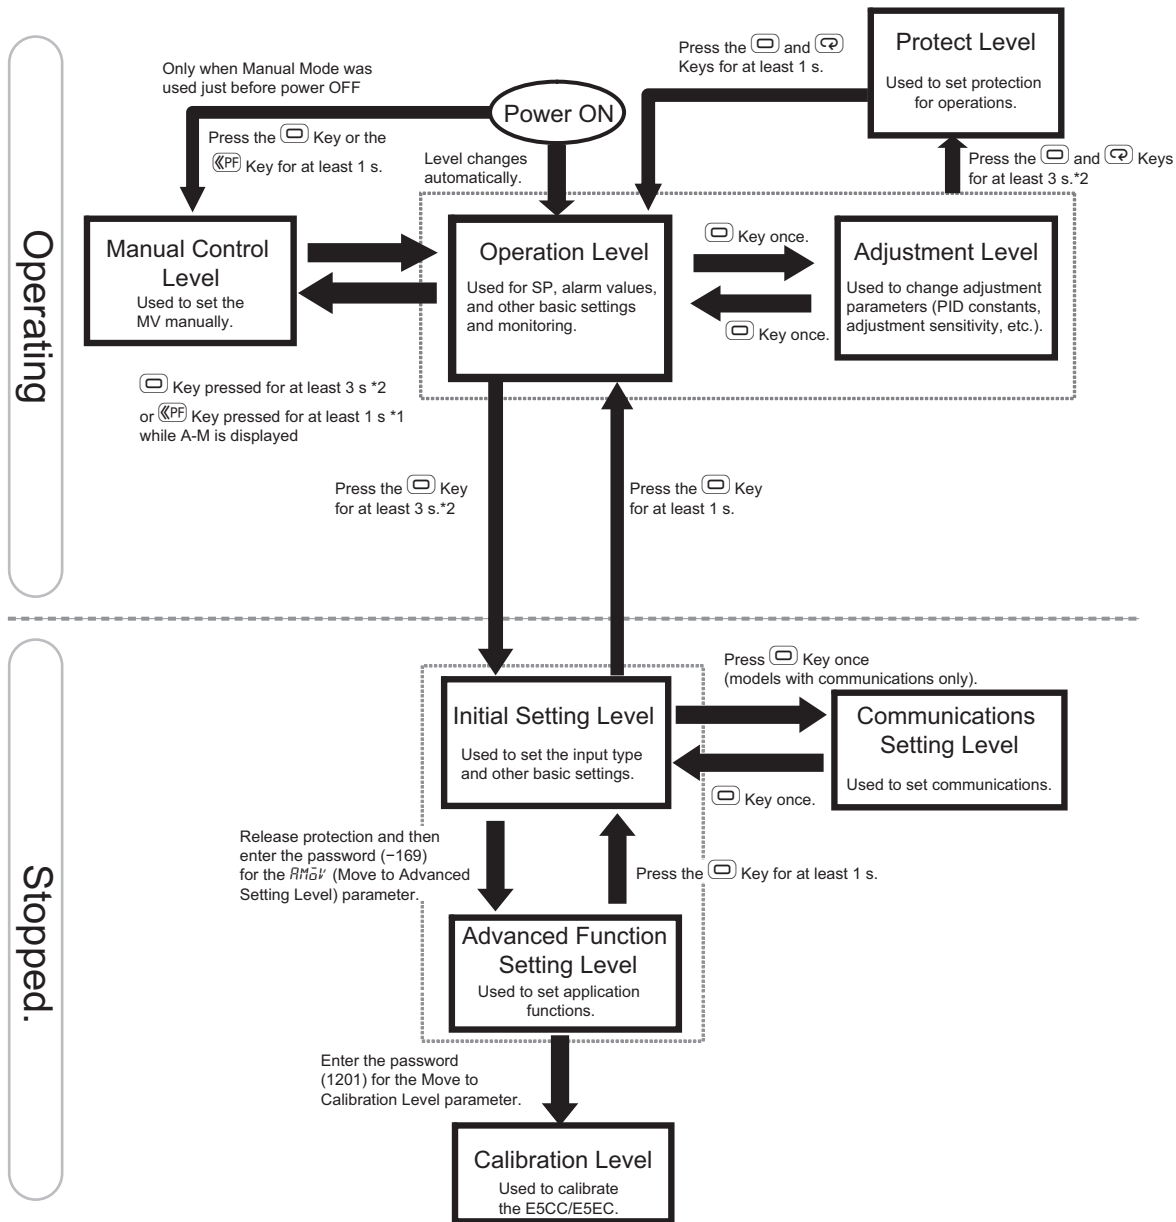 Operating
Only when Manual Mode was
used just before power OFF
Press the Key or the
PF Key for at least 1 s.
Power ON
Level changes
automatically.
Press the and
Keys for at least 1 s.
Protect Level
Used to set protection
for operations.
Press the and Keys
for at least 3 s.*2
Manual Control
Level
Used to set the
MV manually.
Operation Level
Used for SP, alarm values,
and other basic settings
and monitoring.
Key once.
Key once.
Adjustment Level
Used to change adjustment
parameters (PID constants,
adjustment sensitivity, etc.).
Key pressed for at least 3 s *2
or PF Key pressed for at least 1 s *1
while A-M is displayed
Press the Key
for at least 3 s.*2
Press the Key
for at least 1 s.
Stopped.
Initial Setting Level
Used to set the input type
and other basic settings.
Press Key once
(models with communications only).
Key once.
Communications
Setting Level
Used to set communications.
Release protection and then
enter the password (−169)
for the AMoV (Move to Advanced
Setting Level) parameter.
Press the Key for at least 1 s.
Advanced Function
Setting Level
Used to set application
functions.
Enter the password
(1201) for the Move to
Calibration Level parameter.
Calibration Level
Used to calibrate
the E5CC/E5EC.